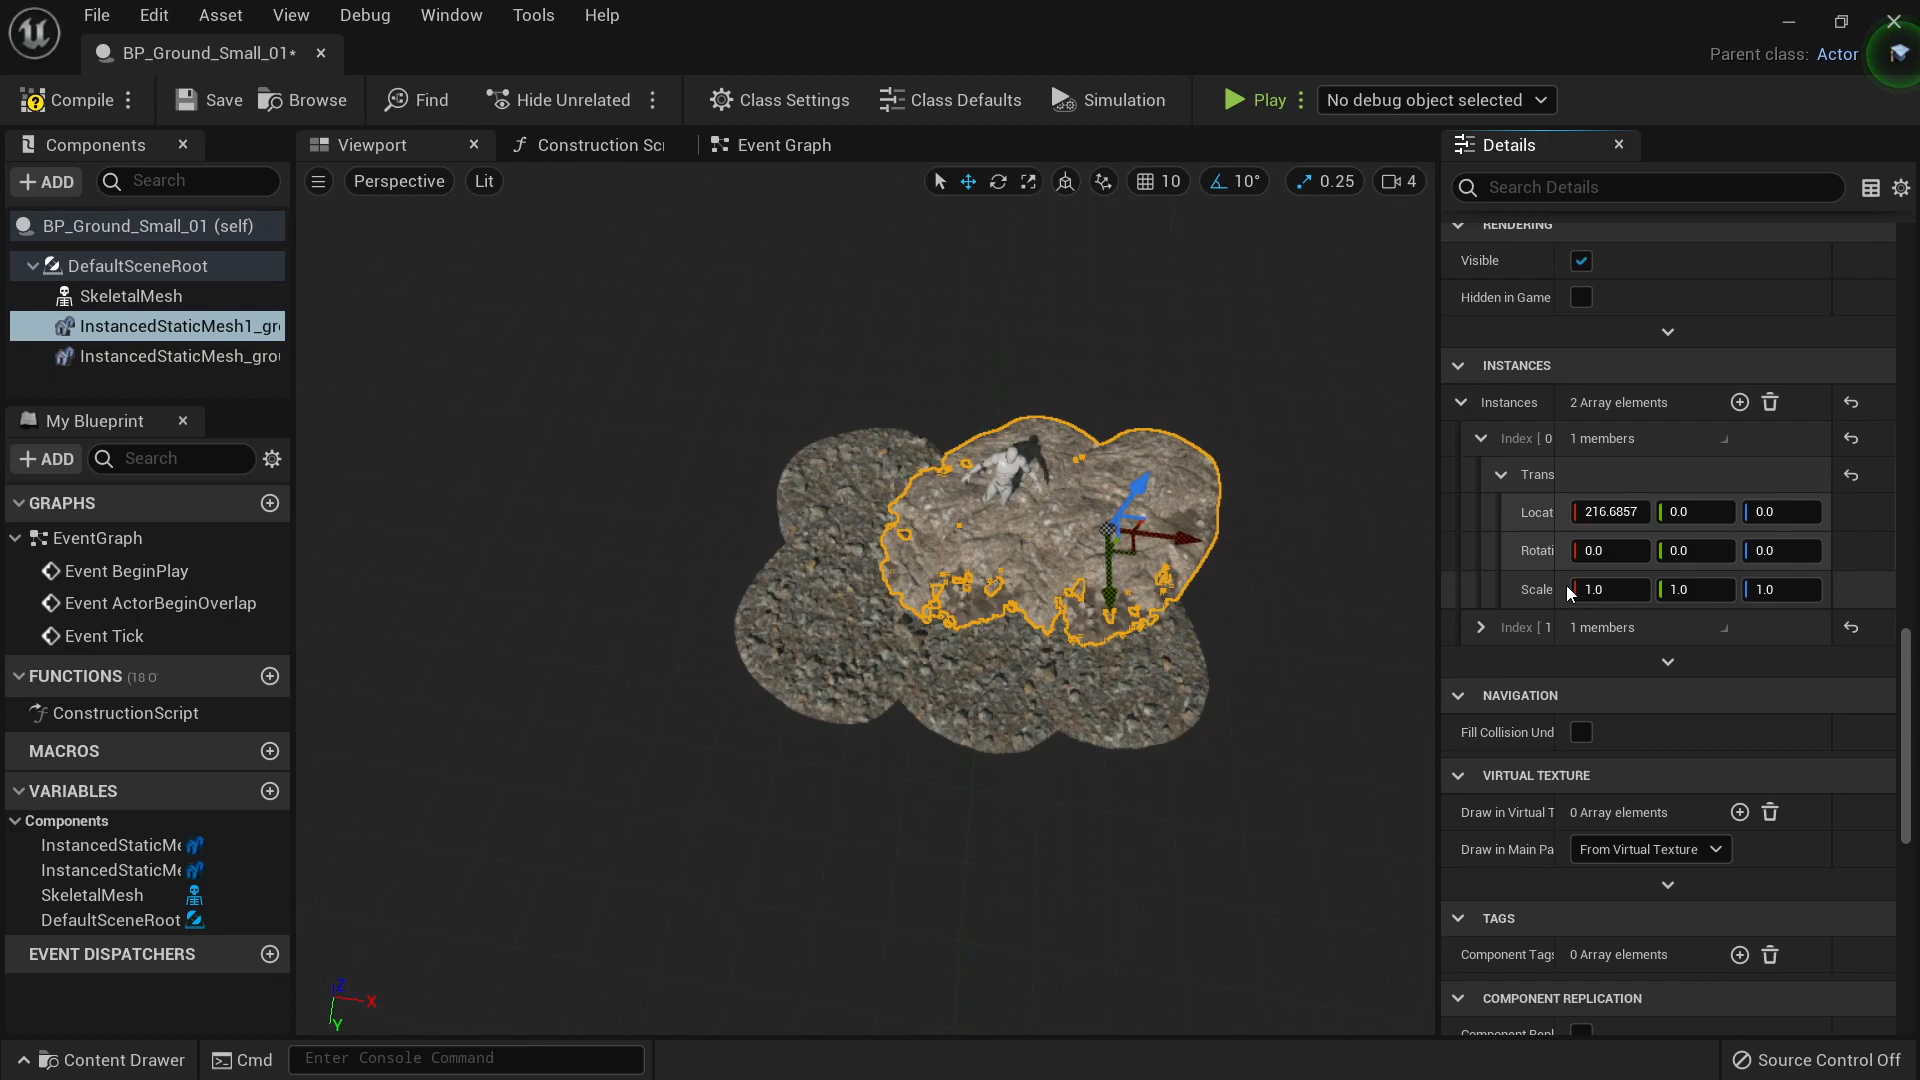 File Edit Asset View Debug Window Tools Help
BP_Ground_Small_01*
Parent class: Actor
Compile Save Browse Find Hide Unrelated Class Settings Class Defaults Simulation Play No debug object selected
Components
ADD Search
BP_Ground_Small_01 (self)
DefaultSceneRoot
SkeletalMesh
InstancedStaticMesh1_gr
InstancedStaticMesh_gro
My Blueprint
ADD Search
GRAPHS
EventGraph
Event BeginPlay
Event ActorBeginOverlap
Event Tick
FUNCTIONS (18 O
ConstructionScript
MACROS
VARIABLES
Components
InstancedStaticMe
InstancedStaticMe
SkeletalMesh
DefaultSceneRoot
EVENT DISPATCHERS
Viewport Construction Scr Event Graph
Perspective Lit 10 10° 0.25 4
Z
X
Y
Details
Search Details
RENDERING
Visible
Hidden in Game
INSTANCES
Instances 2 Array elements
Index [ 0 1 members
Trans
Locat 216.6857 0.0 0.0
Rotati 0.0 0.0 0.0
Scale 1.0 1.0 1.0
Index [ 1 1 members
NAVIGATION
Fill Collision Und
VIRTUAL TEXTURE
Draw in Virtual T 0 Array elements
Draw in Main Pa From Virtual Texture
TAGS
Component Tags 0 Array elements
COMPONENT REPLICATION
Component Repl
Content Drawer Cmd Enter Console Command Source Control Off